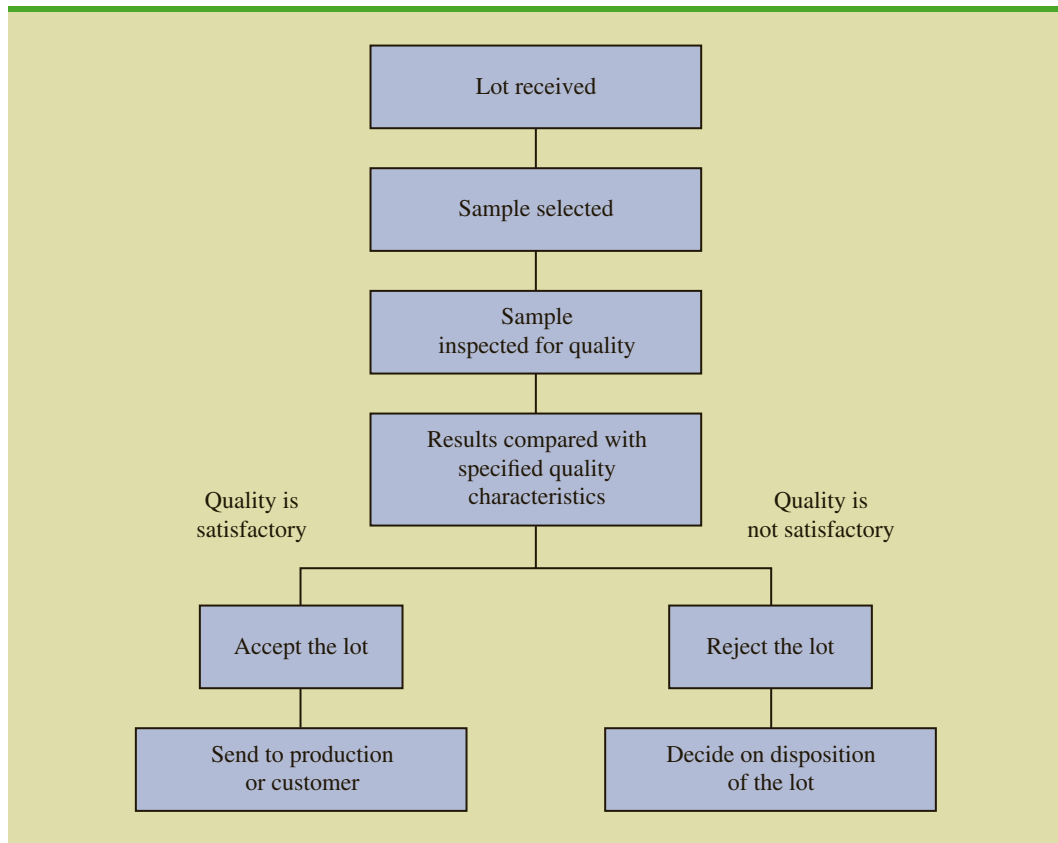 Lot received
Sample selected
Sample
inspected for quality
Results compared with
specified quality
characteristics
Quality is
satisfactory
Quality is
not satisfactory
Accept the lot
Reject the lot
Send to production
or customer
Decide on disposition
of the lot